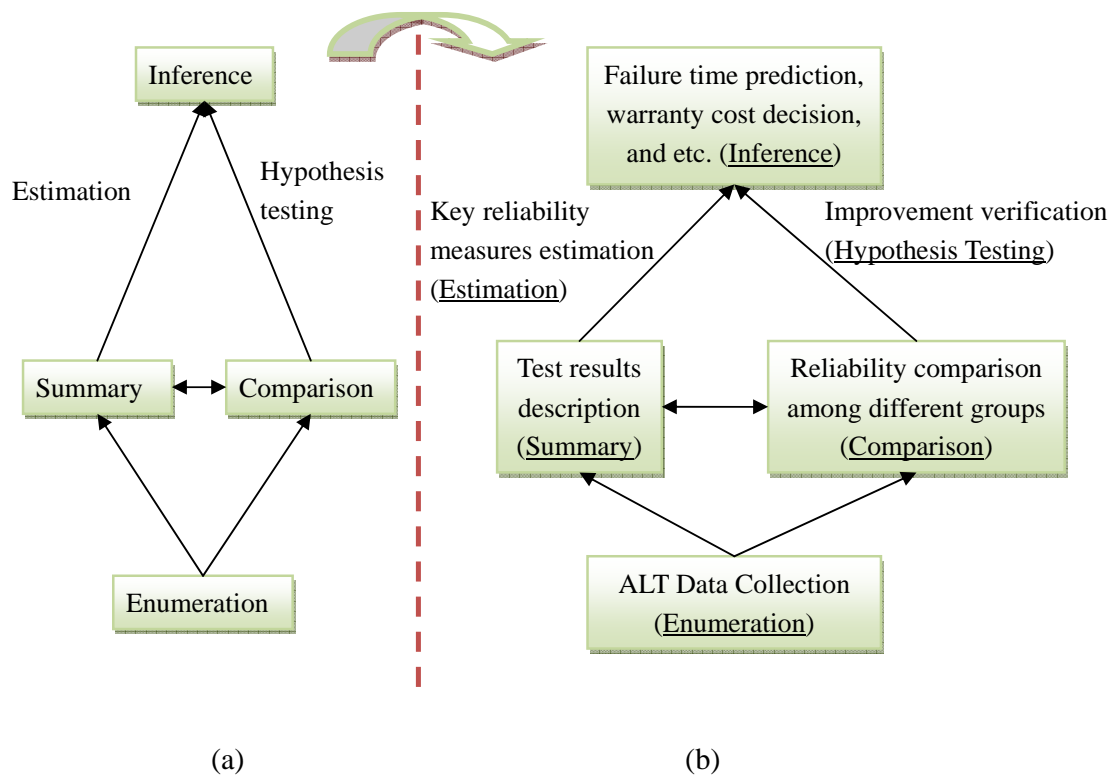 Inference
Estimation
Hypothesis
testing
Summary
Comparison
Enumeration
(a)
Failure time prediction,
warranty cost decision,
and etc. (Inference)
Key reliability
measures estimation
(Estimation)
Improvement verification
(Hypothesis Testing)
Test results
description
(Summary)
Reliability comparison
among different groups
(Comparison)
ALT Data Collection
(Enumeration)
(b)